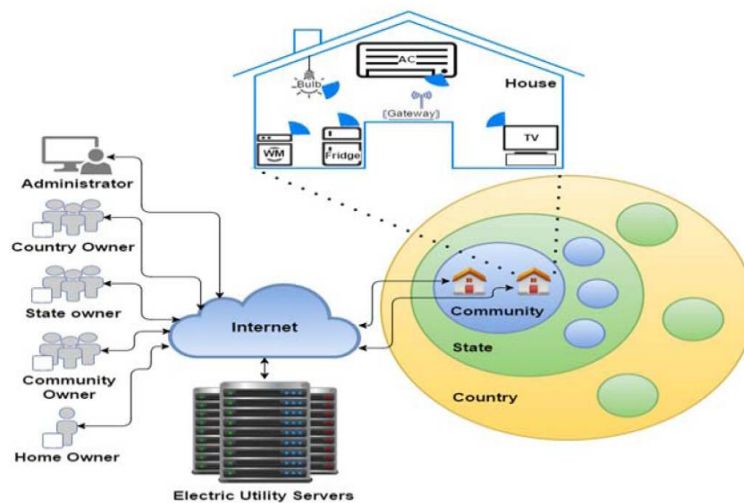 AC
House
Bulb
[Gateway]
TV
WM
Fridge
Administrator
Country Owner
State owner
Internet
Community
Community
Owner
State
Country
Home Owner
Electric Utility Servers